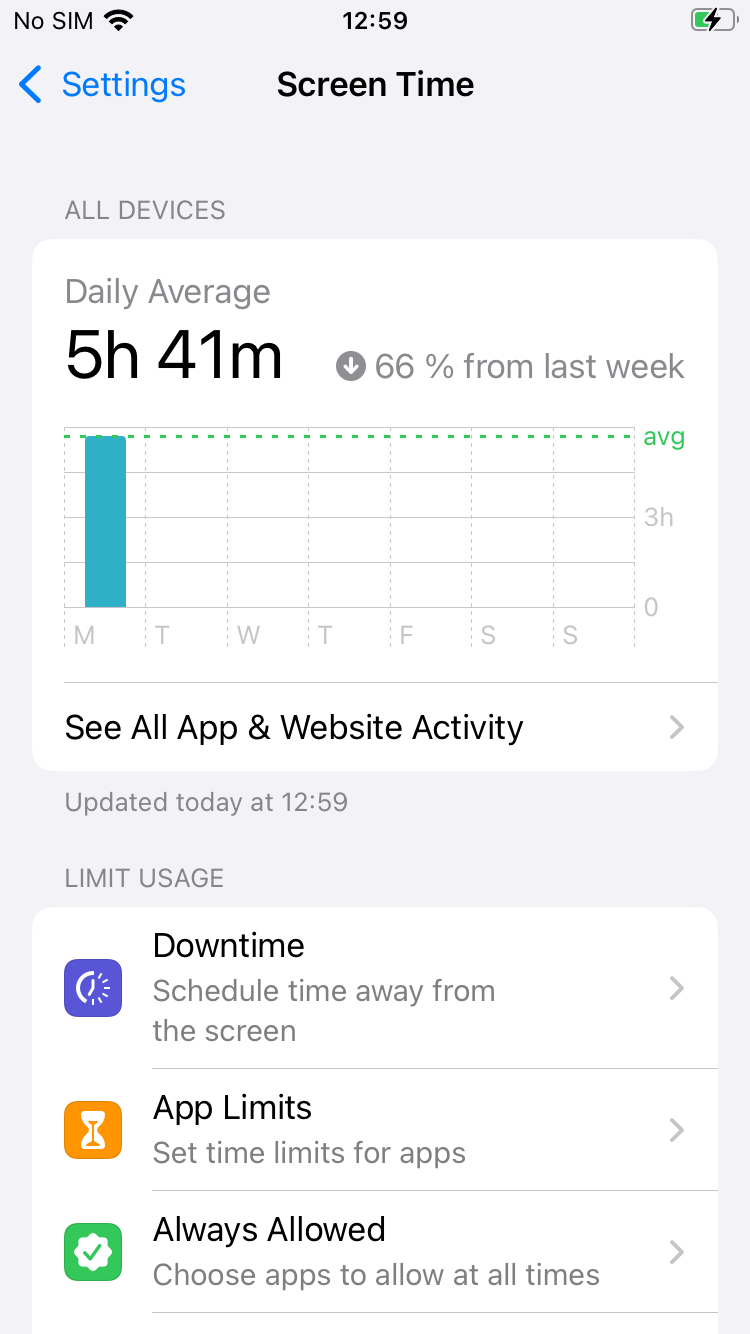 No SIM 12:59
Settings Screen Time
ALL DEVICES
Daily Average
5h 41m 66 % from last week
avg
3h
0
M T W T F S S
See All App & Website Activity
Updated today at 12:59
LIMIT USAGE
Downtime
Schedule time away from
the screen
App Limits
Set time limits for apps
Always Allowed
Choose apps to allow at all times